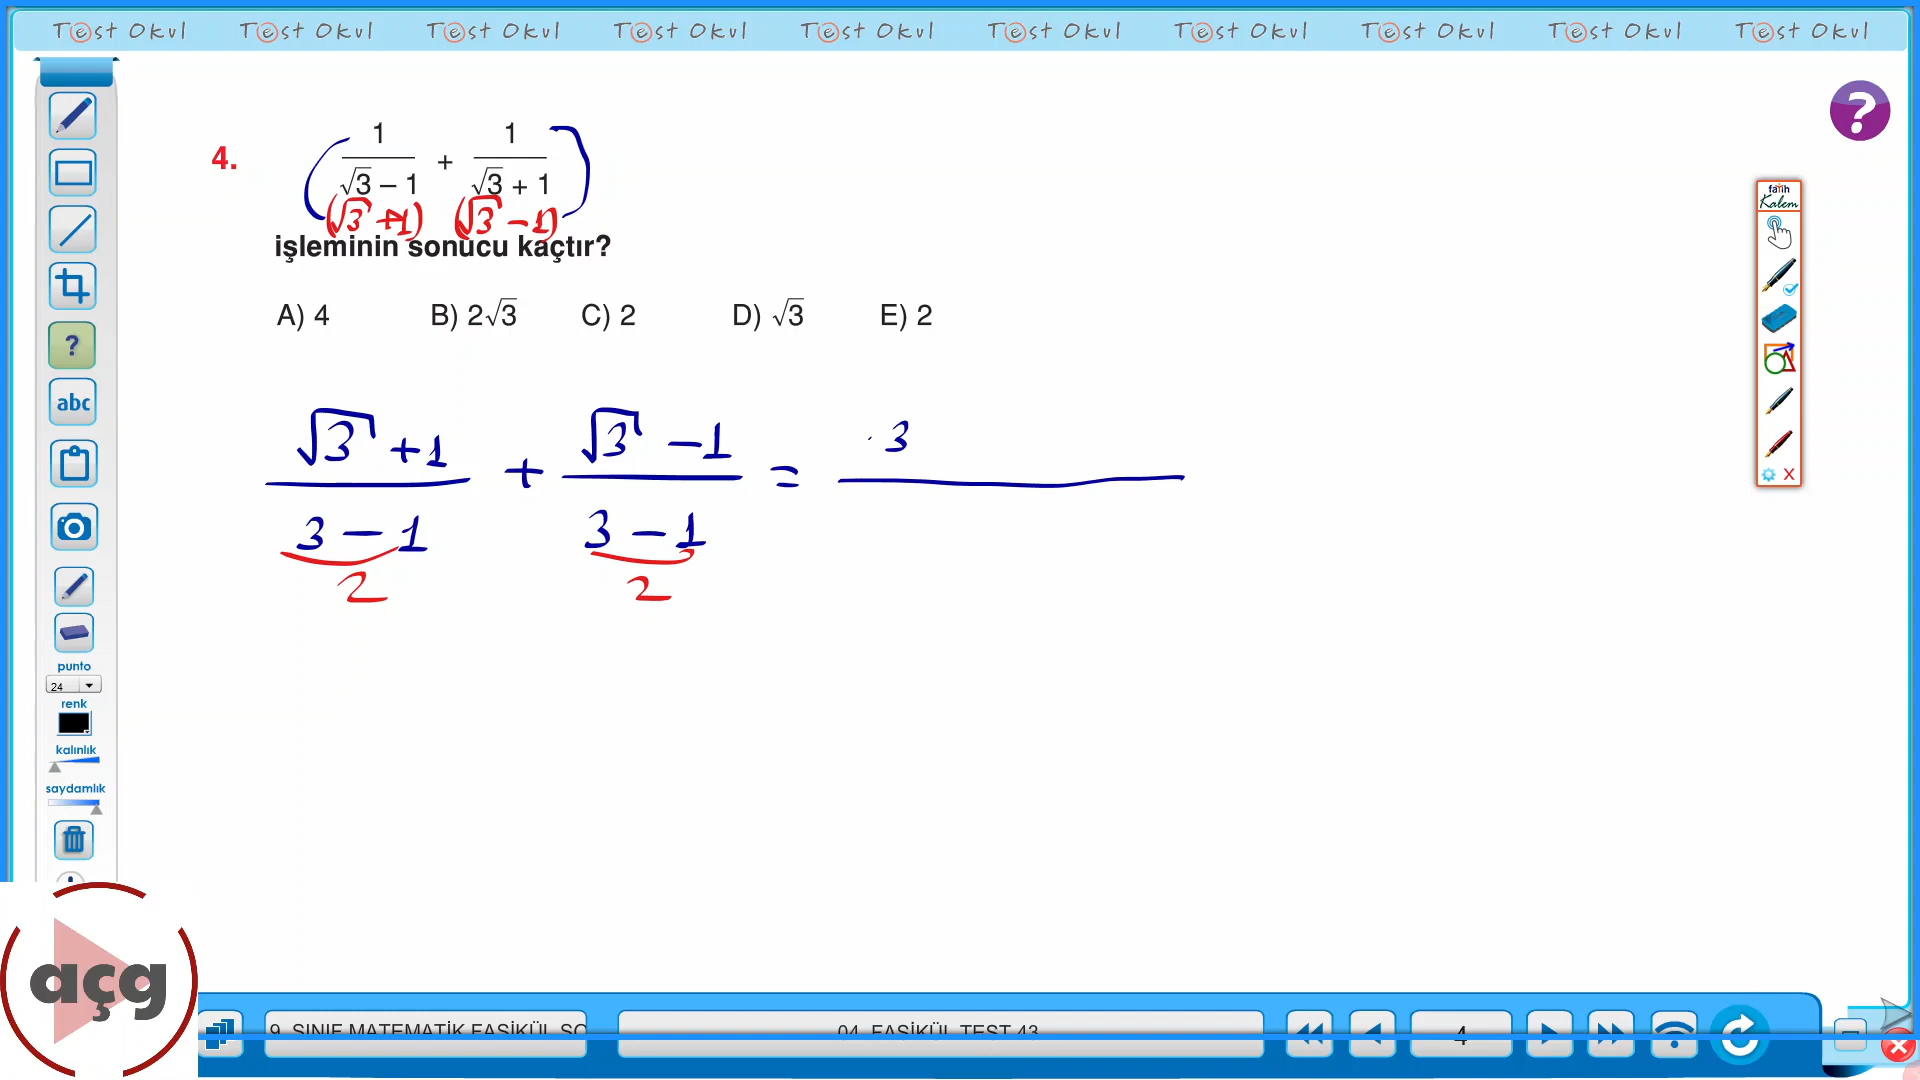 Test Okul Test Okul Test Okul Test Okul Test Okul Test Okul Test Okul Test Okul Test Okul Test Okul
4. (1/(√3 – 1) + 1/(√3 + 1))
(√3 +1) (√3 –1)
işleminin sonucu kaçtır?
A) 4 B) 2√3 C) 2 D) √3 E) 2
(√3 +1)/(3 – 1) + (√3 –1)/(3 – 1) = 3
2 2
?
abc
punto
24
renk
kalınlık
saydamlık
?
fatih
Kalem
x
açg
9. SINIF MATEMATİK FASİKÜL SO
04. FASİKÜL TEST 43
4